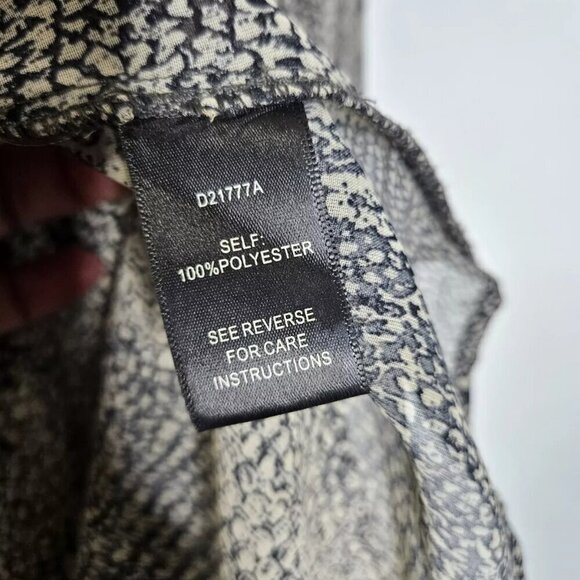 D21777A
SELF:
100%POLYESTER
SEE REVERSE
FOR CARE
INSTRUCTIONS